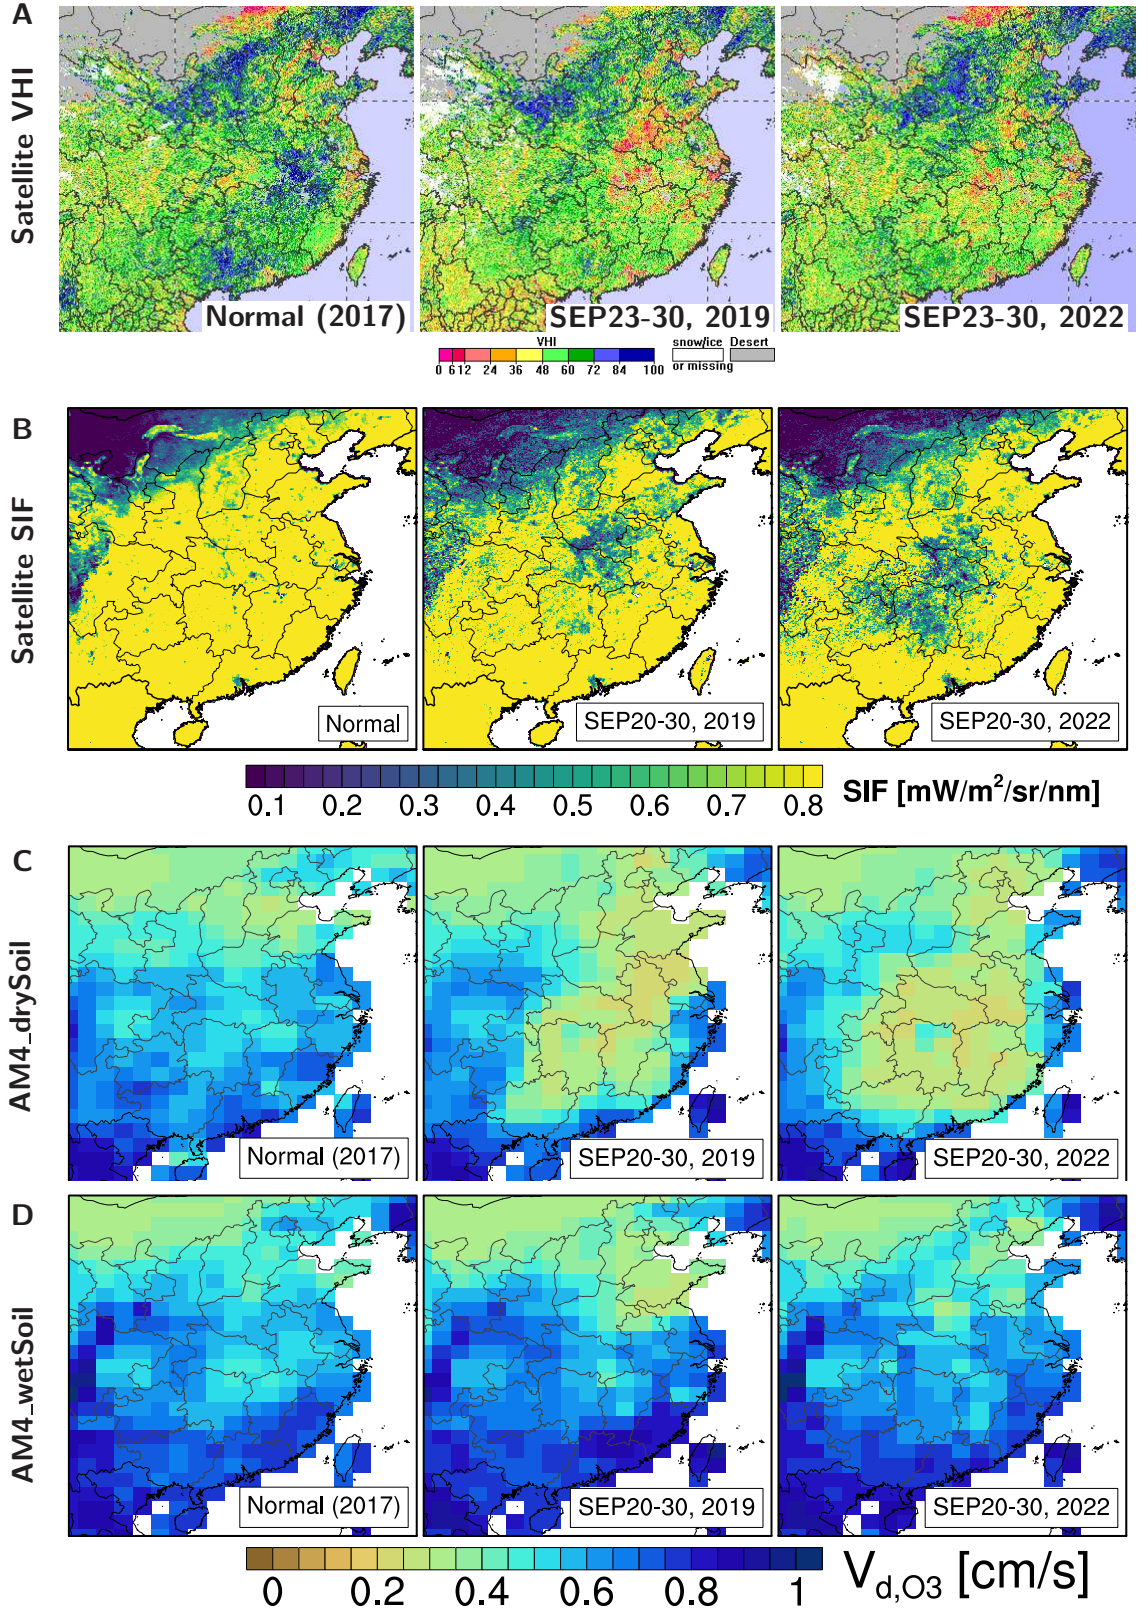 A
Satellite VHI
Normal (2017)
SEP23-30, 2019
SEP23-30, 2022
VHI
0 6 12 24 36 48 60 72 84 100
snow/ice
or missing
Desert
B
Satellite SIF
Normal
SEP20-30, 2019
SEP20-30, 2022
0.1 0.2 0.3 0.4 0.5 0.6 0.7 0.8
SIF [mW/m²/sr/nm]
C
AM4_drySoil
Normal (2017)
SEP20-30, 2019
SEP20-30, 2022
D
AM4_wetSoil
Normal (2017)
SEP20-30, 2019
SEP20-30, 2022
0 0.2 0.4 0.6 0.8 1
V_d,O3 [cm/s]